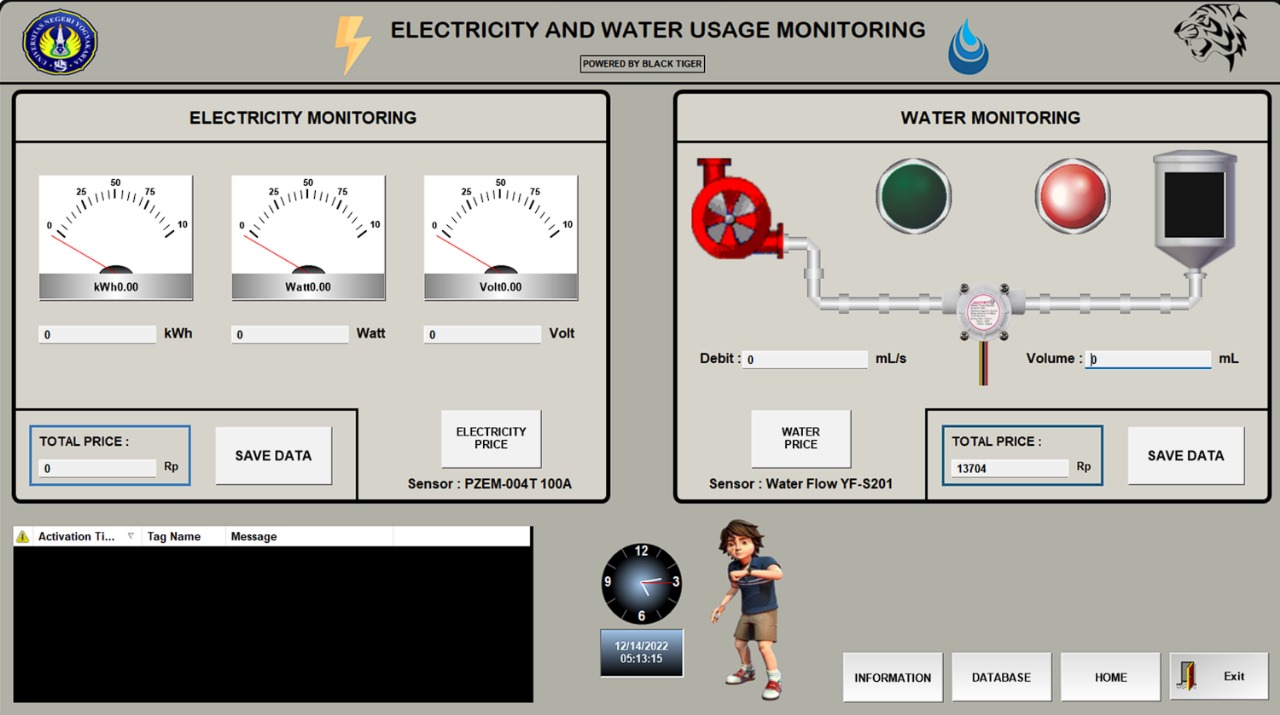 UNIVERSITAS NEGERI YOGYAKARTA
ELECTRICITY AND WATER USAGE MONITORING
POWERED BY BLACK TIGER
ELECTRICITY MONITORING
0 25 50 75 10
kWh0.00
0 25 50 75 10
Watt0.00
0 25 50 75 10
Volt0.00
0 kWh
0 Watt
0 Volt
TOTAL PRICE :
0 Rp
SAVE DATA
ELECTRICITY
PRICE
Sensor : PZEM-004T 100A
WATER MONITORING
Debit : 0 mL/s
Volume : 0 mL
WATER
PRICE
Sensor : Water Flow YF-S201
TOTAL PRICE :
13704 Rp
SAVE DATA
Activation Ti... Tag Name Message
12
9 3
6
12/14/2022
05:13:15
INFORMATION
DATABASE
HOME
Exit